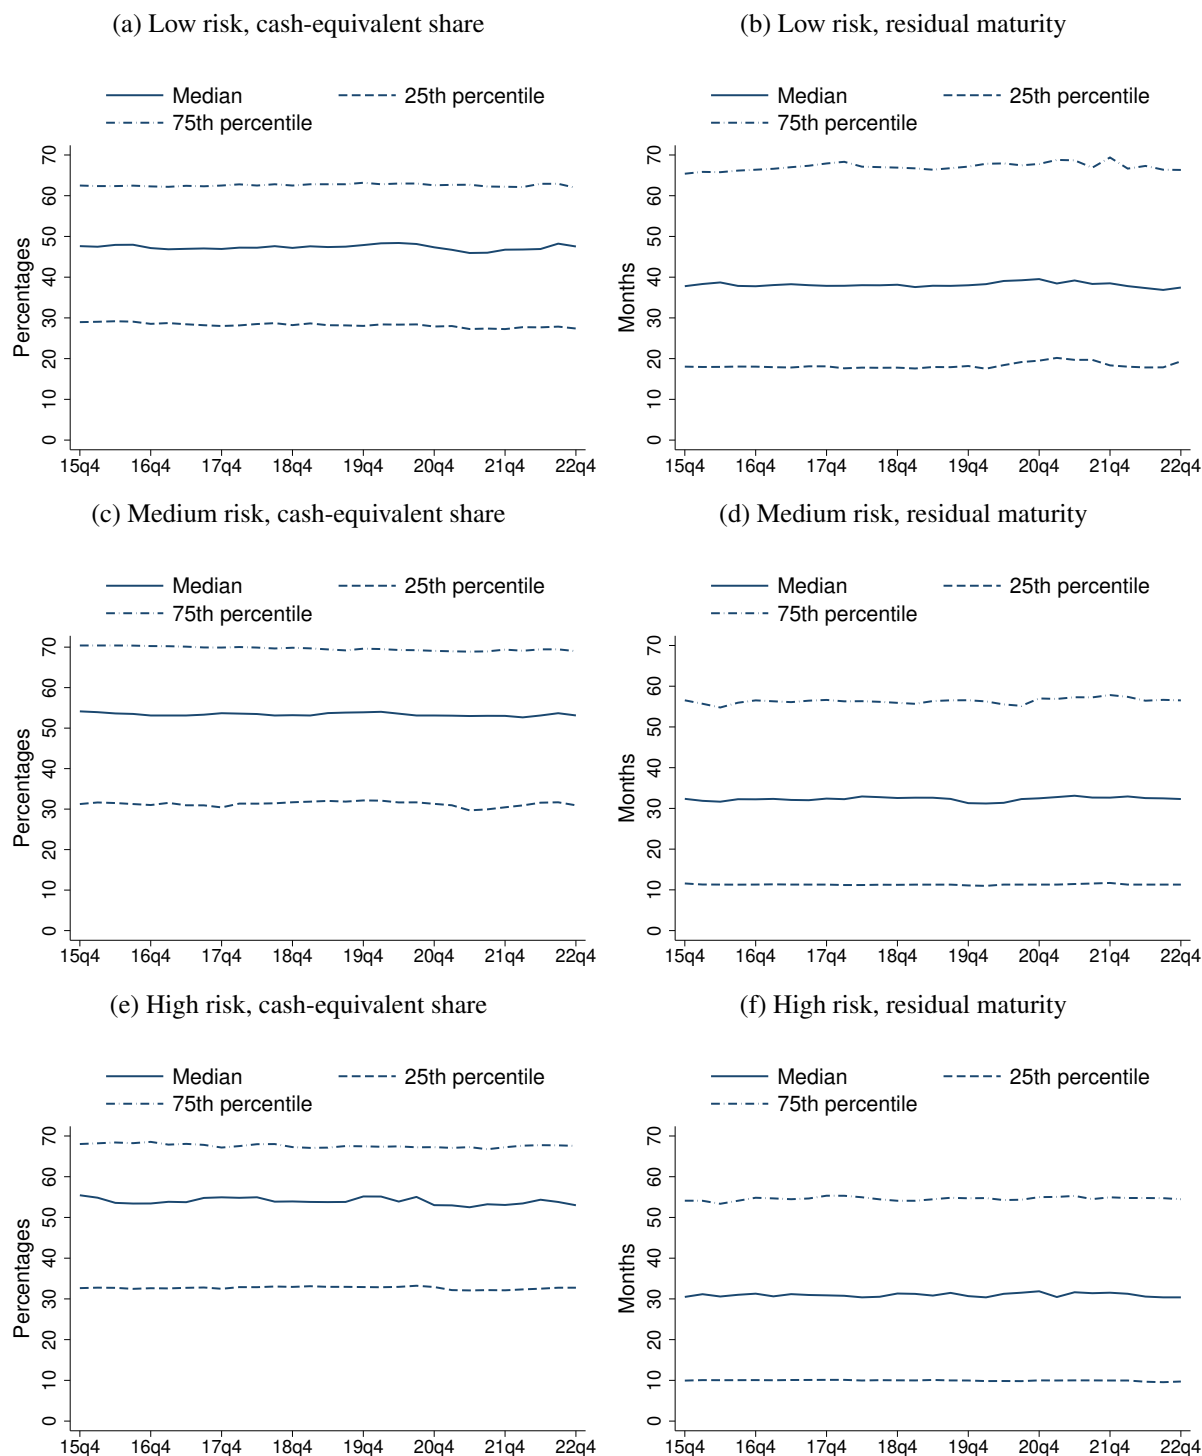 (a) Low risk, cash-equivalent share
Median 25th percentile
75th percentile
Percentages
70
60
50
40
30
20
10
0
15q4 16q4 17q4 18q4 19q4 20q4 21q4 22q4
(b) Low risk, residual maturity
Median 25th percentile
75th percentile
Months
70
60
50
40
30
20
10
0
15q4 16q4 17q4 18q4 19q4 20q4 21q4 22q4
(c) Medium risk, cash-equivalent share
Median 25th percentile
75th percentile
Percentages
70
60
50
40
30
20
10
0
15q4 16q4 17q4 18q4 19q4 20q4 21q4 22q4
(d) Medium risk, residual maturity
Median 25th percentile
75th percentile
Months
70
60
50
40
30
20
10
0
15q4 16q4 17q4 18q4 19q4 20q4 21q4 22q4
(e) High risk, cash-equivalent share
Median 25th percentile
75th percentile
Percentages
70
60
50
40
30
20
10
0
15q4 16q4 17q4 18q4 19q4 20q4 21q4 22q4
(f) High risk, residual maturity
Median 25th percentile
75th percentile
Months
70
60
50
40
30
20
10
0
15q4 16q4 17q4 18q4 19q4 20q4 21q4 22q4